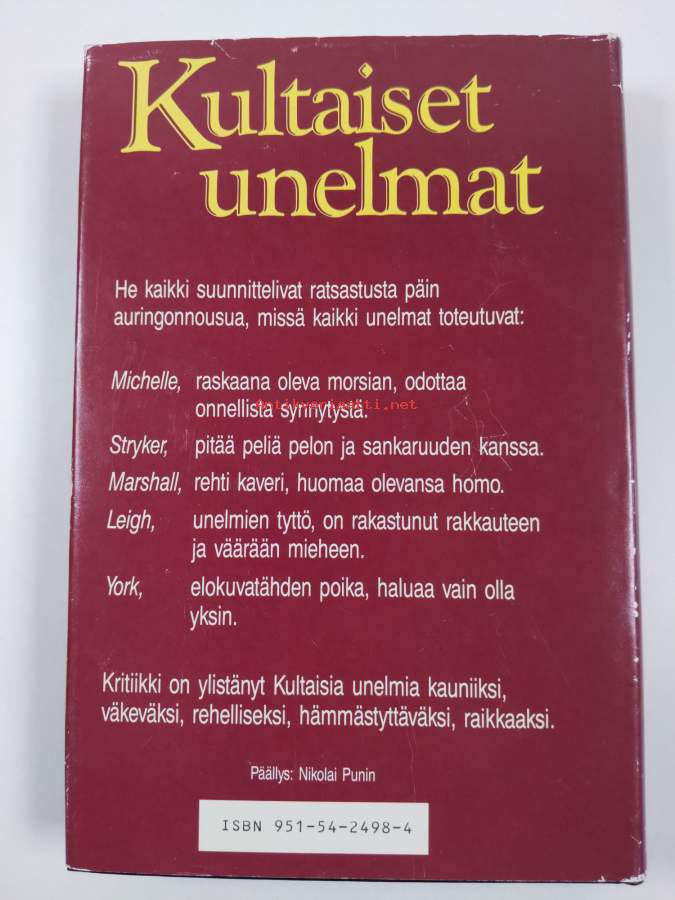 Kultaiset
unelmat
He kaikki suunnittelivat ratsastusta päin
auringonnousua, missä kaikki unelmat toteutuvat:
Michelle, raskaana oleva morsian, odottaa
onnellista synnytystä.
antikvariaatti.net
Stryker, pitää peliä pelon ja sankaruuden kanssa.
Marshall, rehti kaveri, huomaa olevansa homo.
Leigh, unelmien tyttö, on rakastunut rakkauteen
ja väärään mieheen.
York, elokuvatähden poika, haluaa vain olla
yksin.
Kritiikki on ylistänyt Kultaisia unelmia kauniiksi,
väkeväksi, rehelliseksi, hämmästyttäväksi, raikkaaksi.
Päällys: Nikolai Punin
ISBN 951-54-2498-4